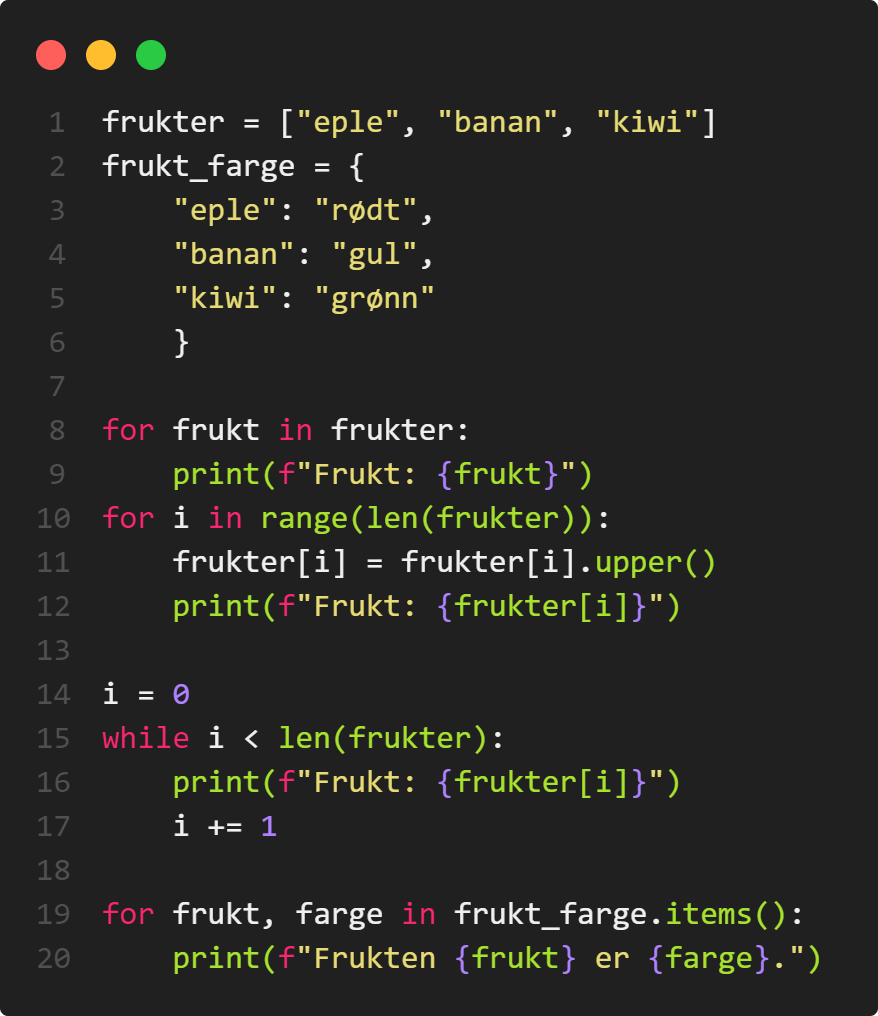 1 frukter = ["eple", "banan", "kiwi"]
2 frukt_farge = {
3     "eple": "rødt",
4     "banan": "gul",
5     "kiwi": "grønn"
6     }
7
8 for frukt in frukter:
9     print(f"Frukt: {frukt}")
10 for i in range(len(frukter)):
11     frukter[i] = frukter[i].upper()
12     print(f"Frukt: {frukter[i]}")
13
14 i = 0
15 while i < len(frukter):
16     print(f"Frukt: {frukter[i]}")
17     i += 1
18
19 for frukt, farge in frukt_farge.items():
20     print(f"Frukten {frukt} er {farge}.")